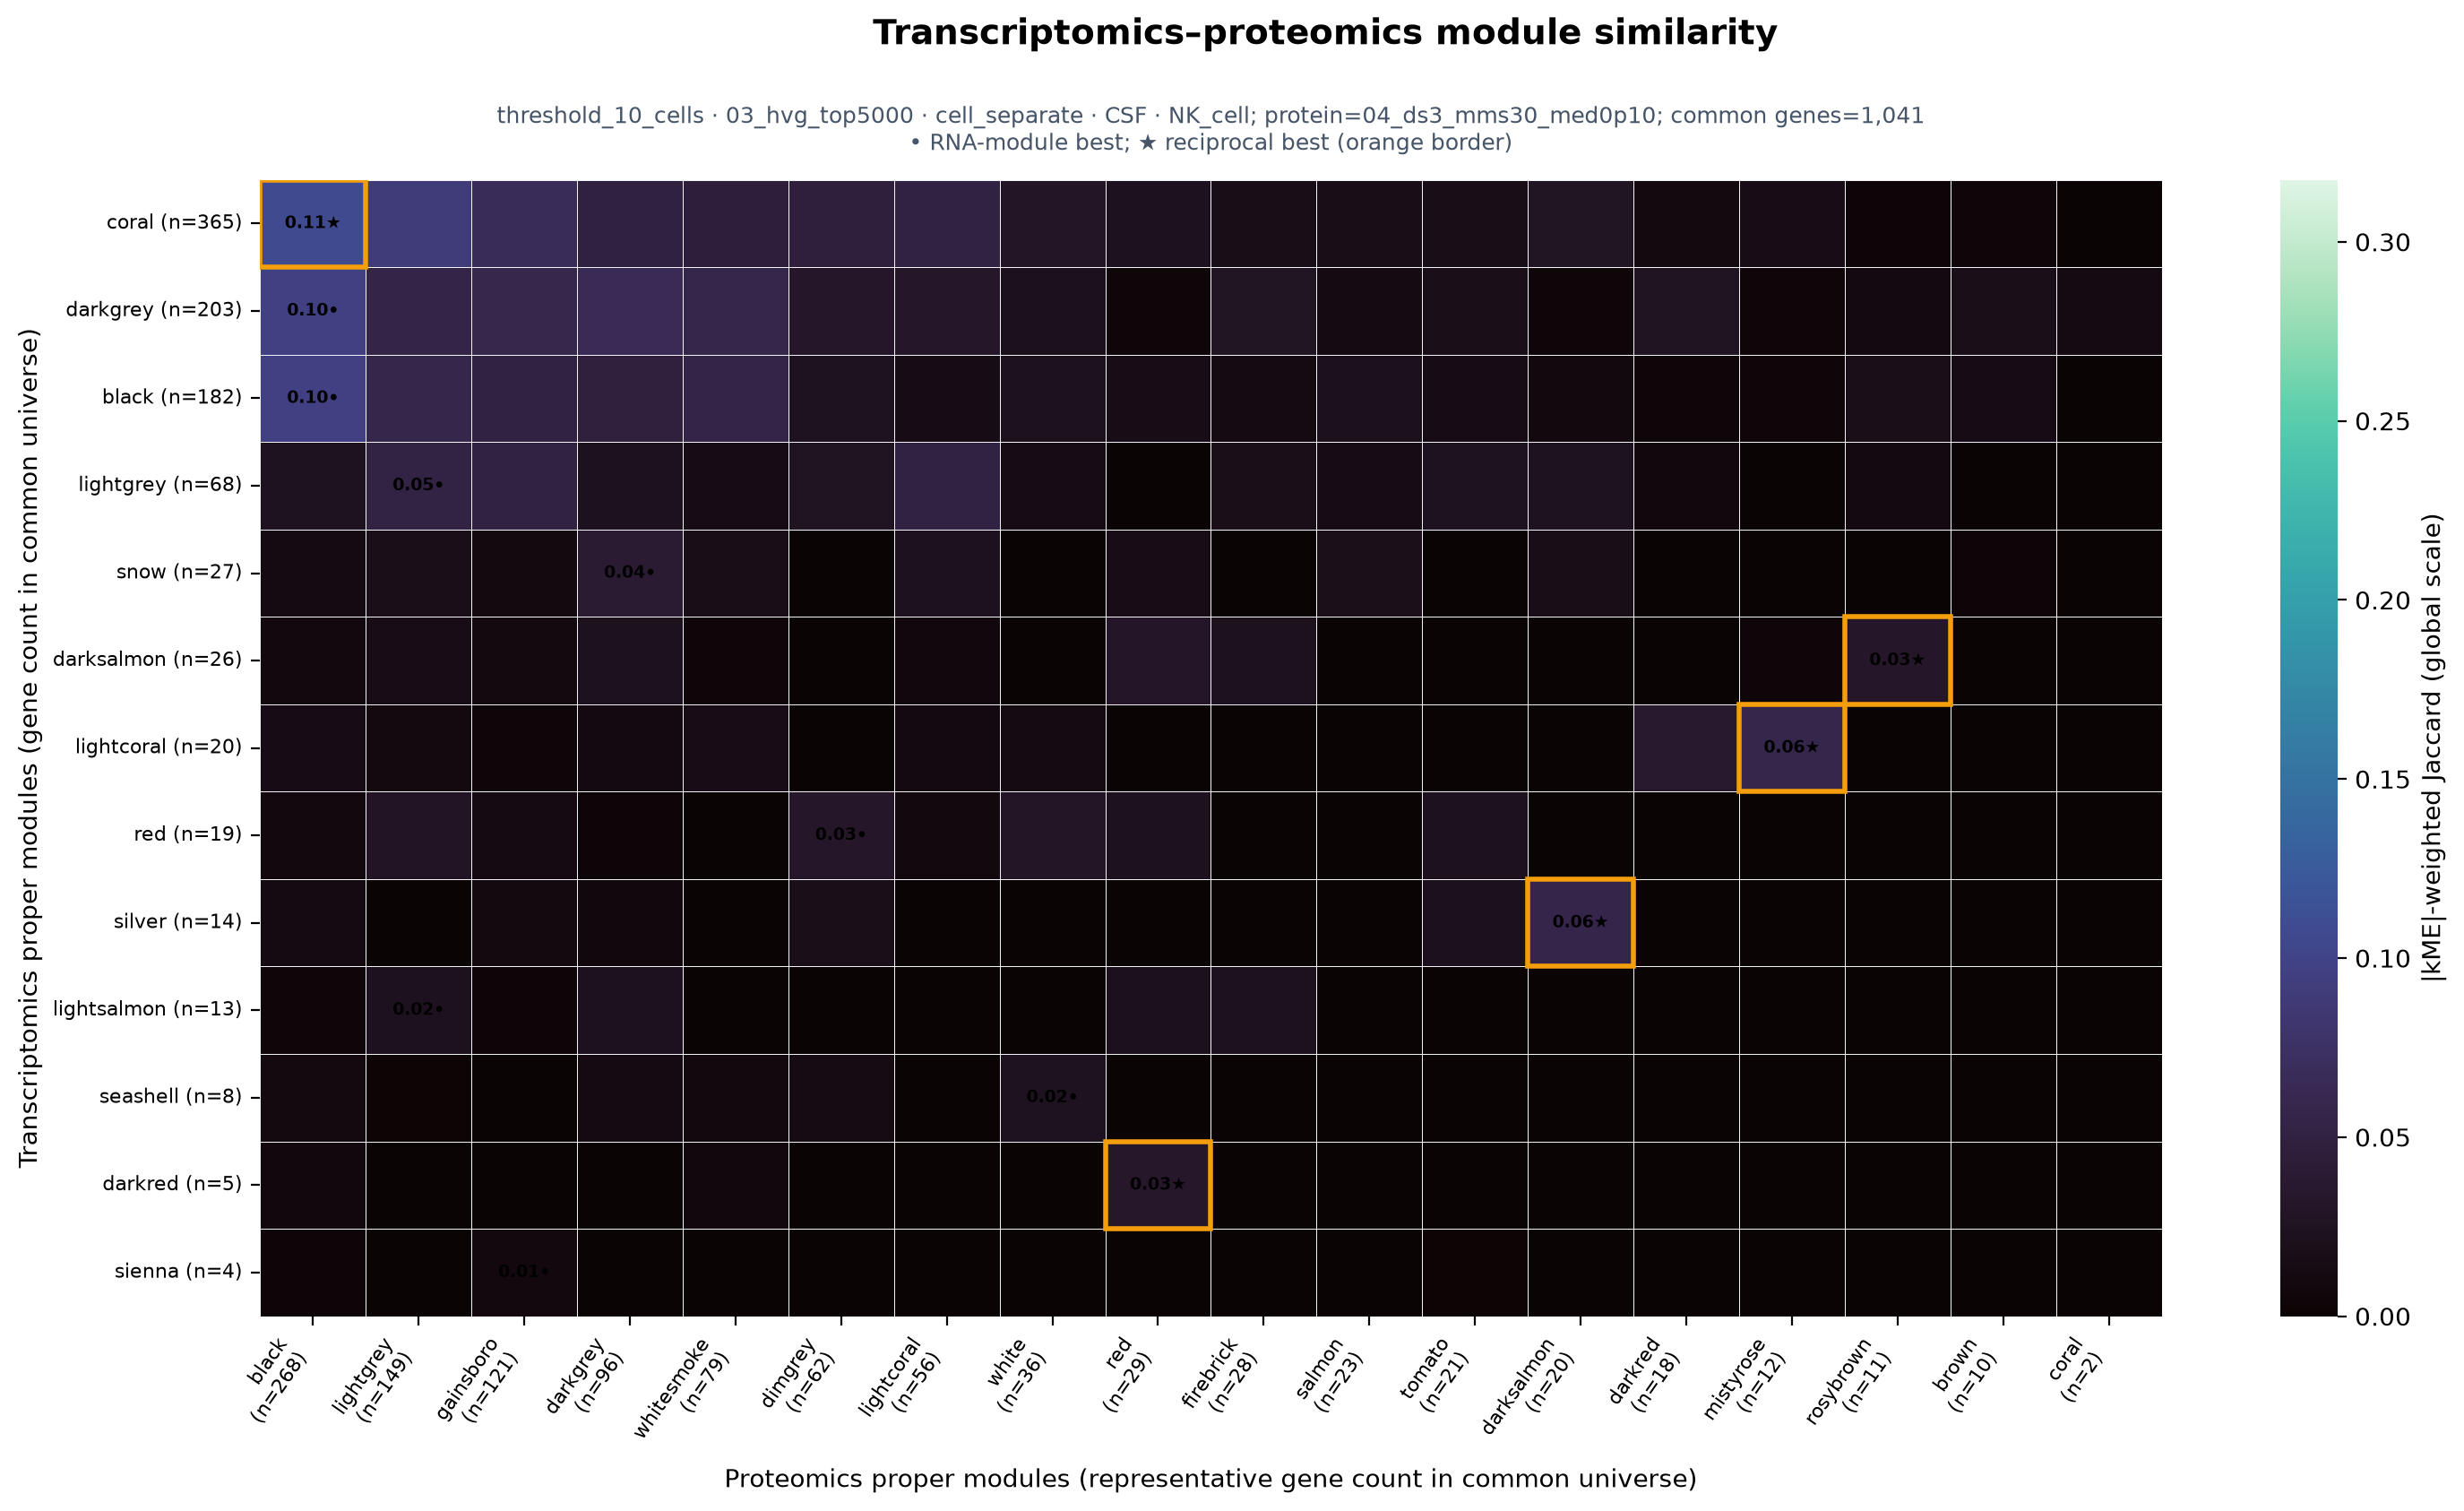 Transcriptomics–proteomics module similarity
threshold_10_cells · 03_hvg_top5000 · cell_separate · CSF · NK_cell; protein=04_ds3_mms30_med0p10; common genes=1,041
• RNA-module best; ★ reciprocal best (orange border)
Transcriptomics proper modules (gene count in common universe)
coral (n=365)
0.11★
darkgrey (n=203)
0.10•
black (n=182)
0.10•
lightgrey (n=68)
0.05•
snow (n=27)
0.04•
darksalmon (n=26)
0.03★
lightcoral (n=20)
0.06★
red (n=19)
0.03•
silver (n=14)
0.06★
lightsalmon (n=13)
0.02•
seashell (n=8)
0.02•
darkred (n=5)
0.03★
sienna (n=4)
0.01•
black
(n=268)
lightgrey
(n=149)
gainsboro
(n=121)
darkgrey
(n=96)
whitesmoke
(n=79)
dimgrey
(n=62)
lightcoral
(n=56)
white
(n=36)
red
(n=29)
firebrick
(n=28)
salmon
(n=23)
tomato
(n=21)
darksalmon
(n=20)
darkred
(n=18)
mistyrose
(n=12)
rosybrown
(n=11)
brown
(n=10)
coral
(n=2)
Proteomics proper modules (representative gene count in common universe)
0.30
0.25
0.20
0.15
0.10
0.05
0.00
|kME|-weighted Jaccard (global scale)